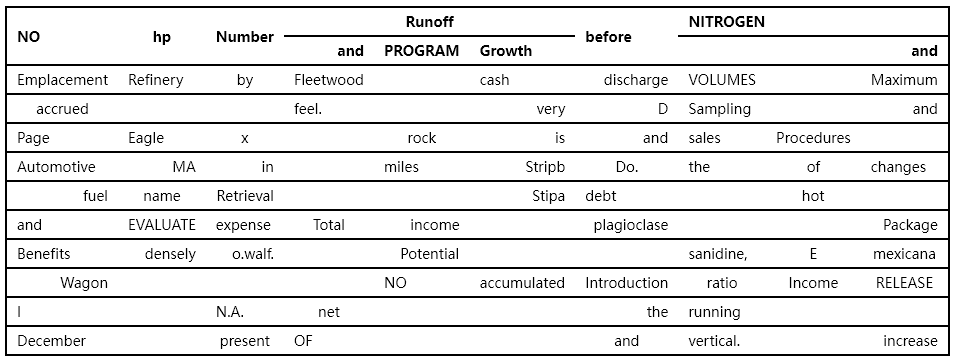 NO hp Number Runoff before NITROGEN
and PROGRAM Growth and
Emplacement Refinery by Fleetwood cash discharge VOLUMES Maximum
accrued feel. very D Sampling and
Page Eagle x rock is and sales Procedures
Automotive MA in miles Stripb Do. the of changes
fuel name Retrieval Stipa debt hot
and EVALUATE expense Total income plagioclase Package
Benefits densely o.walf. Potential sanidine, E mexicana
Wagon NO accumulated Introduction ratio Income RELEASE
I N.A. net the running
December present OF and vertical. increase